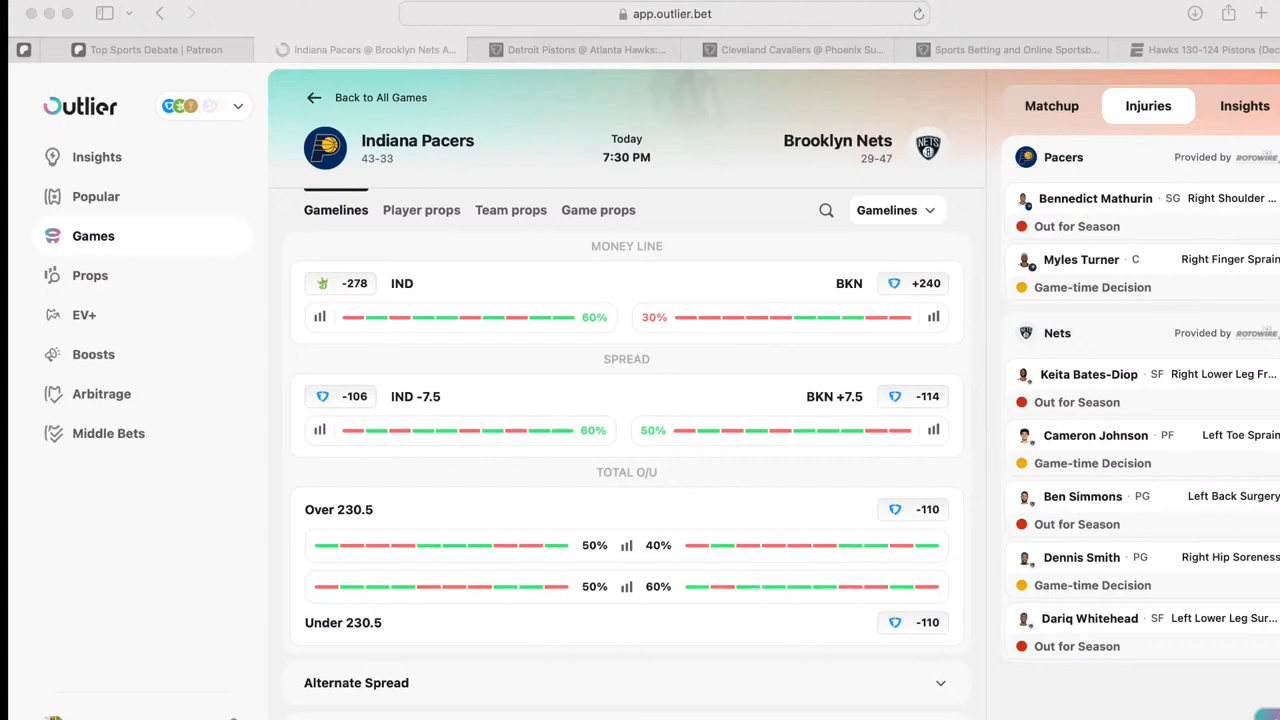 app.outlier.bet
Top Sports Debate | Patreon
Indiana Pacers @ Brooklyn Nets A...
Detroit Pistons @ Atlanta Hawks:...
Cleveland Cavaliers @ Phoenix Su...
Sports Betting and Online Sportsb...
Hawks 130-124 Pistons (Dec
Outlier
Insights
Popular
Games
Props
EV+
Boosts
Arbitrage
Middle Bets
Back to All Games
Indiana Pacers
43-33
Today
7:30 PM
Brooklyn Nets
29-47
NETS
Gamelines
Player props
Team props
Game props
Gamelines
MONEY LINE
-278 IND
BKN +240
60% 30%
SPREAD
-106 IND -7.5
BKN +7.5 -114
60% 50%
TOTAL O/U
Over 230.5 -110
50% 40%
50% 60%
Under 230.5 -110
Alternate Spread
Matchup
Injuries
Insights
Pacers Provided by ROTOWIRE
Bennedict Mathurin · SG Right Shoulder ...
Out for Season
Myles Turner · C Right Finger Sprain
Game-time Decision
Nets Provided by ROTOWIRE
Keita Bates-Diop · SF Right Lower Leg Fr...
Out for Season
Cameron Johnson · PF Left Toe Sprain
Game-time Decision
Ben Simmons · PG Left Back Surgery
Out for Season
Dennis Smith · PG Right Hip Soreness
Game-time Decision
Dariq Whitehead · SF Left Lower Leg Sur...
Out for Season